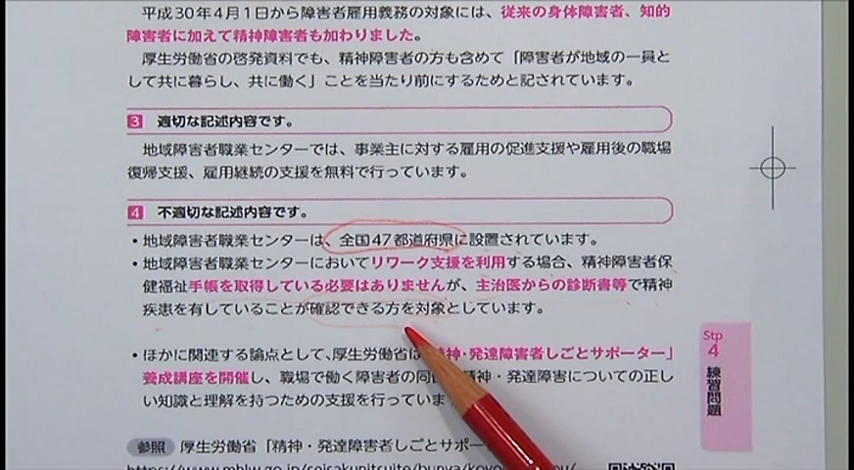 平成30年4月1日から障害者雇用義務の対象には、従来の身体障害者、知的
障害者に加えて精神障害者も加わりました。
厚生労働省の啓発資料でも、精神障害者の方も含めて「障害者が地域の一員と
して共に暮らし、共に働く」ことを当たり前にするためと記されています。
3 適切な記述内容です。
地域障害者職業センターでは、事業主に対する雇用の促進支援や雇用後の職場
復帰支援、雇用継続の支援を無料で行っています。
4 不適切な記述内容です。
・地域障害者職業センターは、全国47都道府県に設置されています。
・地域障害者職業センターにおいてリワーク支援を利用する場合、精神障害者保
健福祉手帳を取得している必要はありませんが、主治医からの診断書等で精神
疾患を有していることが確認できる方を対象としています。
・ほかに関連する論点として、厚生労働省は 精神・発達障害者しごとサポーター」
養成講座を開催し、職場で働く障害者の同 精神・発達障害についての正し
い知識と理解を持つための支援を行っていま
参照 厚生労働省「精神・発達障害者しごとサポー
https://www.mhlw.go.jp/seisakunitsuite/bunya/koyo
Stp
4
練習問題